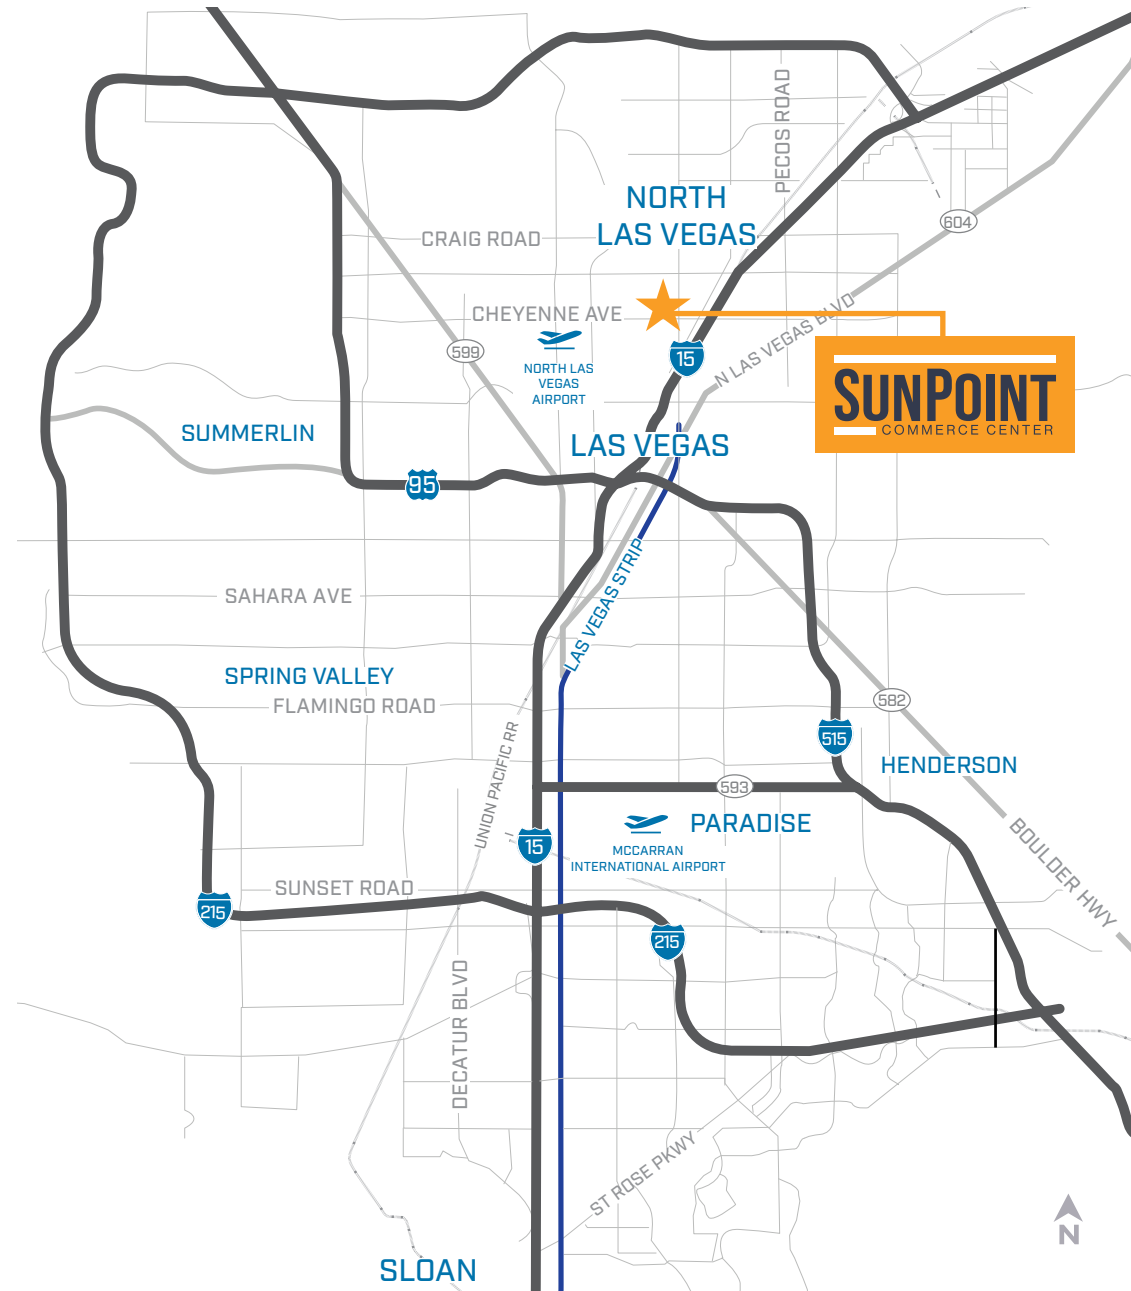 PECOS ROAD
NORTH
LAS VEGAS
604
CRAIG ROAD
CHEYENNE AVE
N LAS VEGAS BLVD
599
15
NORTH LAS
VEGAS
AIRPORT
SUNPOINT
COMMERCE CENTER
SUMMERLIN
LAS VEGAS
95
LAS VEGAS STRIP
SAHARA AVE
SPRING VALLEY
FLAMINGO ROAD
582
515
UNION PACIFIC RR
HENDERSON
593
PARADISE
15
MCCARRAN
INTERNATIONAL AIRPORT
BOULDER HWY
SUNSET ROAD
215
215
DECATUR BLVD
ST ROSE PKWY
N
SLOAN